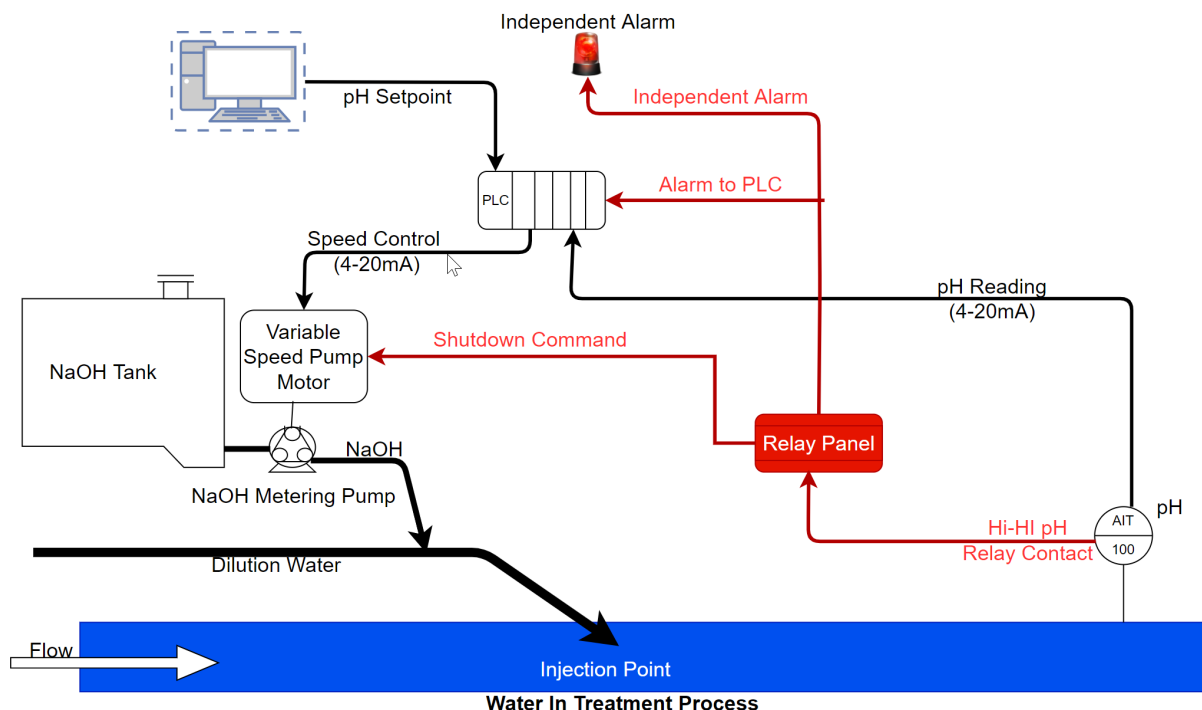 Independent Alarm
pH Setpoint
Independent Alarm
PLC
Alarm to PLC
Speed Control
(4-20mA)
pH Reading
(4-20mA)
NaOH Tank
Variable
Speed Pump
Motor
Shutdown Command
Relay Panel
NaOH
NaOH Metering Pump
pH
AIT
100
Hi-HI pH
Relay Contact
Dilution Water
Flow
Injection Point
Water In Treatment Process